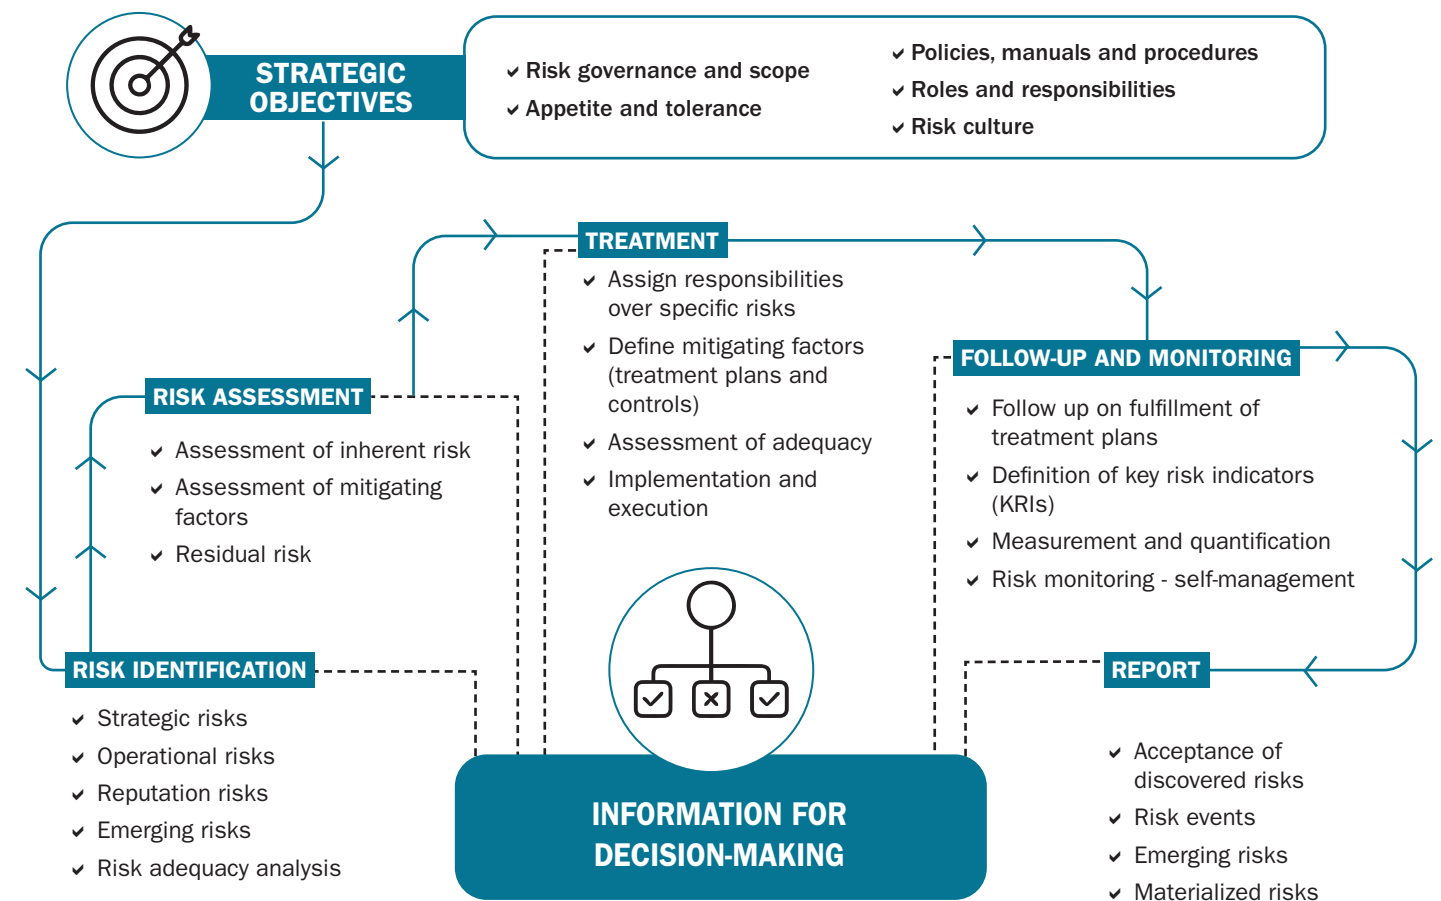 STRATEGIC
OBJECTIVES
Risk governance and scope
Appetite and tolerance
Policies, manuals and procedures
Roles and responsibilities
Risk culture
TREATMENT
Assign responsibilities
over specific risks
Define mitigating factors
(treatment plans and
controls)
Assessment of adequacy
Implementation and
execution
FOLLOW-UP AND MONITORING
Follow up on fulfillment of
treatment plans
Definition of key risk indicators
(KRIs)
Measurement and quantification
Risk monitoring - self-management
RISK ASSESSMENT
Assessment of inherent risk
Assessment of mitigating
factors
Residual risk
RISK IDENTIFICATION
Strategic risks
Operational risks
Reputation risks
Emerging risks
Risk adequacy analysis
INFORMATION FOR
DECISION-MAKING
REPORT
Acceptance of
discovered risks
Risk events
Emerging risks
Materialized risks